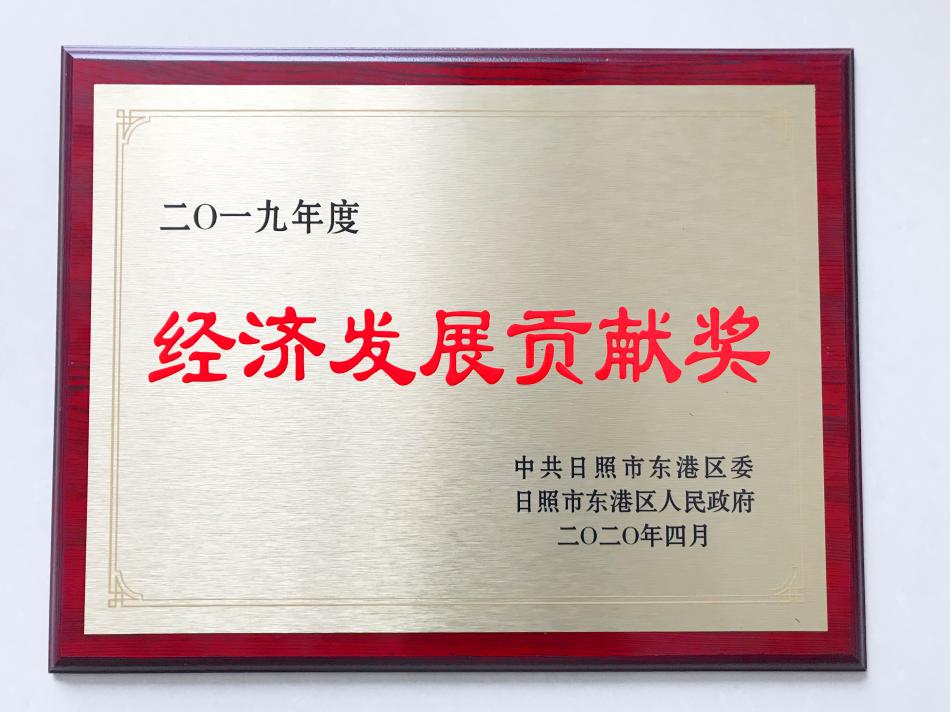 二〇一九年度
经济发展贡献奖
中共日照市东港区委
日照市东港区人民政府
二〇二〇年四月